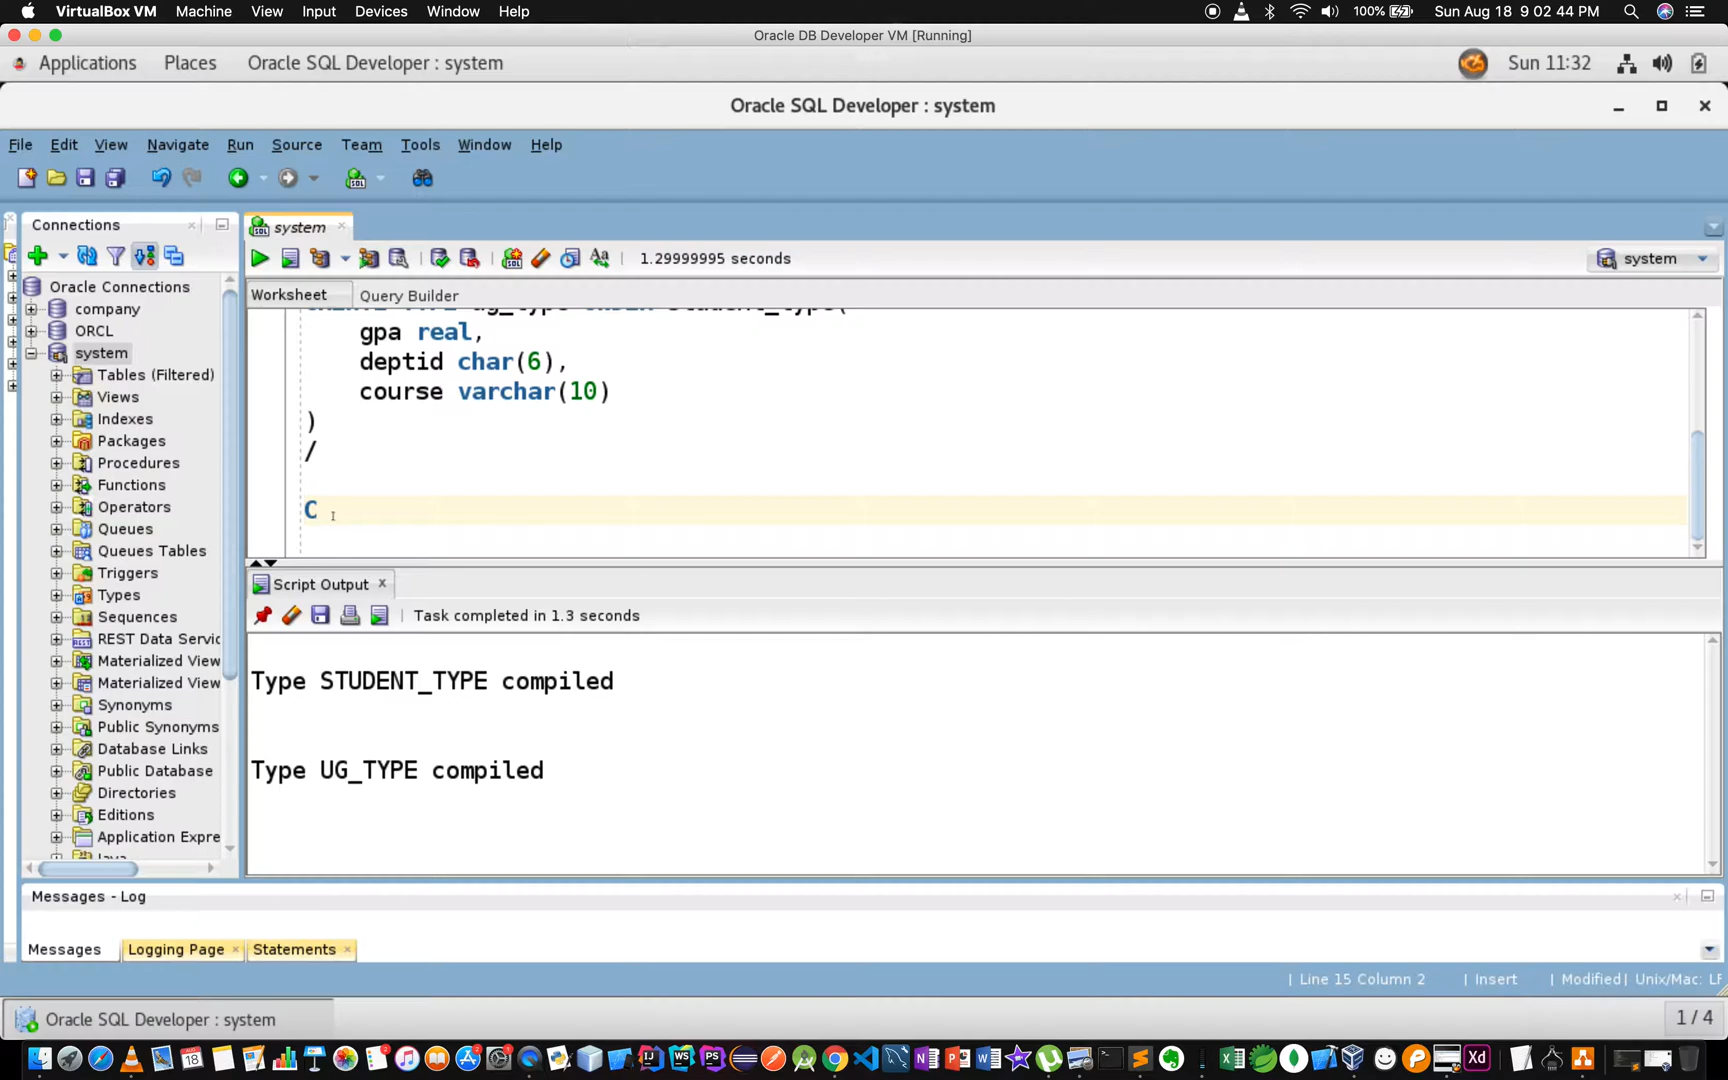 VirtualBox VM Machine View Input Devices Window Help 100% Sun Aug 18 9:02:44 PM
Oracle DB Developer VM [Running]
Applications Places Oracle SQL Developer : system Sun 11:32
Oracle SQL Developer : system
File Edit View Navigate Run Source Team Tools Window Help
Connections
system
1.29999995 seconds
system
Worksheet Query Builder
Oracle Connections
company
ORCL
system
Tables (Filtered)
Views
Indexes
Packages
Procedures
Functions
Operators
Queues
Queues Tables
Triggers
Types
Sequences
REST Data Servic
Materialized View
Materialized View
Synonyms
Public Synonyms
Database Links
Public Database
Directories
Editions
Application Expre
Java
gpa real,
deptid char(6),
course varchar(10)
)
/
C
Script Output
Task completed in 1.3 seconds
Type STUDENT_TYPE compiled
Type UG_TYPE compiled
Messages - Log
Messages Logging Page Statements
Line 15 Column 2 Insert Modified Unix/Mac: LF
Oracle SQL Developer : system 1 / 4